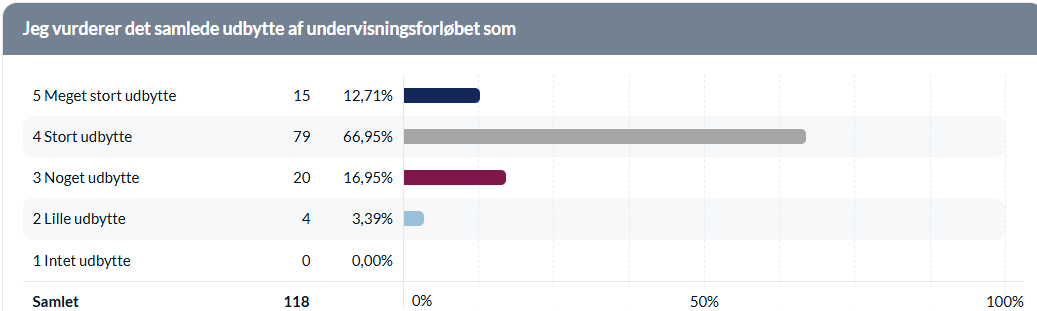 Jeg vurderer det samlede udbytte af undervisningsforløbet som
5 Meget stort udbytte 15 12,71%
4 Stort udbytte 79 66,95%
3 Noget udbytte 20 16,95%
2 Lille udbytte 4 3,39%
1 Intet udbytte 0 0,00%
Samlet 118 0% 50% 100%